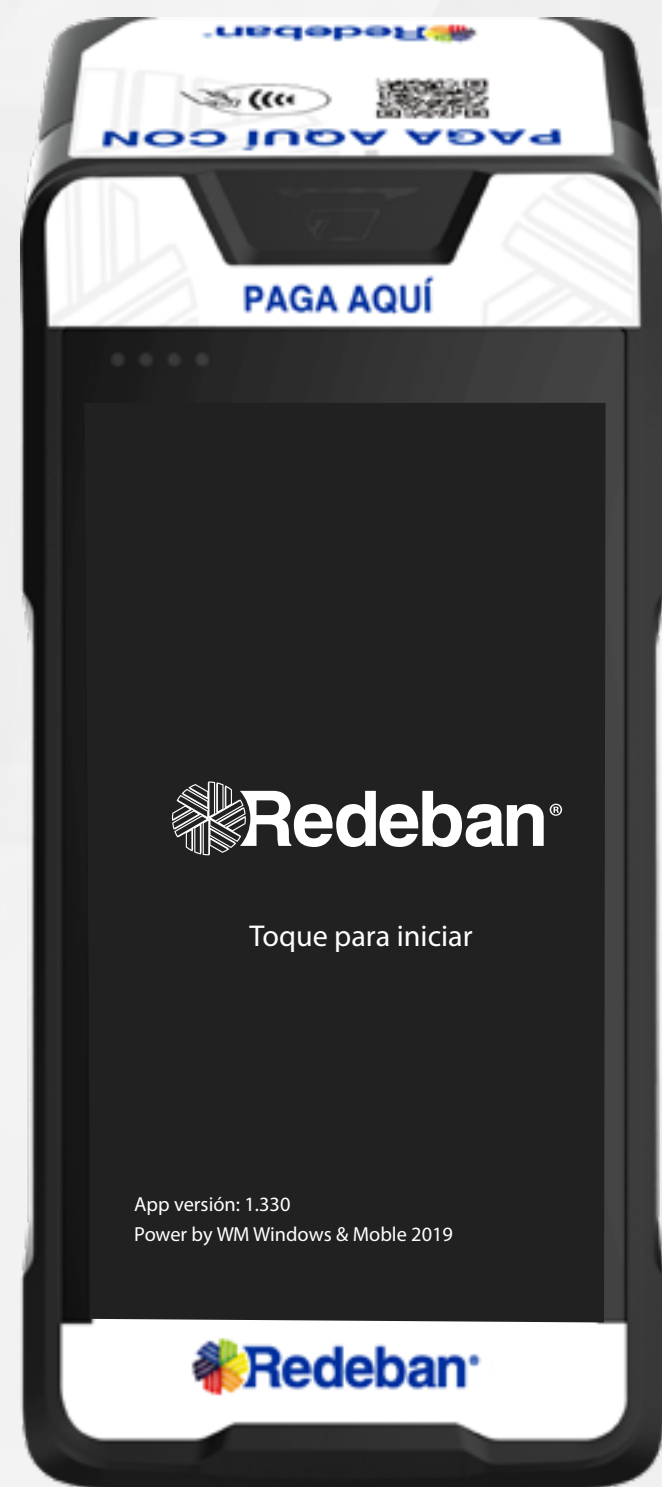 Redeban
PAGA AQUÍ CON
PAGA AQUÍ
Redeban®
Toque para iniciar
App versión: 1.330
Power by WM Windows & Moble 2019
Redeban